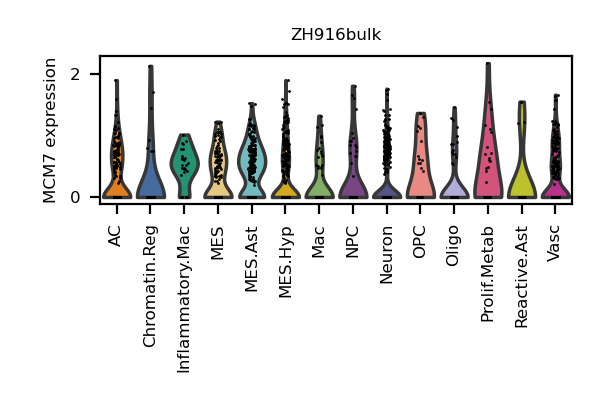 ZH916bulk
MCM7 expression
2
0
AC
Chromatin.Reg
Inflammatory.Mac
MES
MES.Ast
MES.Hyp
Mac
NPC
Neuron
OPC
Oligo
Prolif.Metab
Reactive.Ast
Vasc